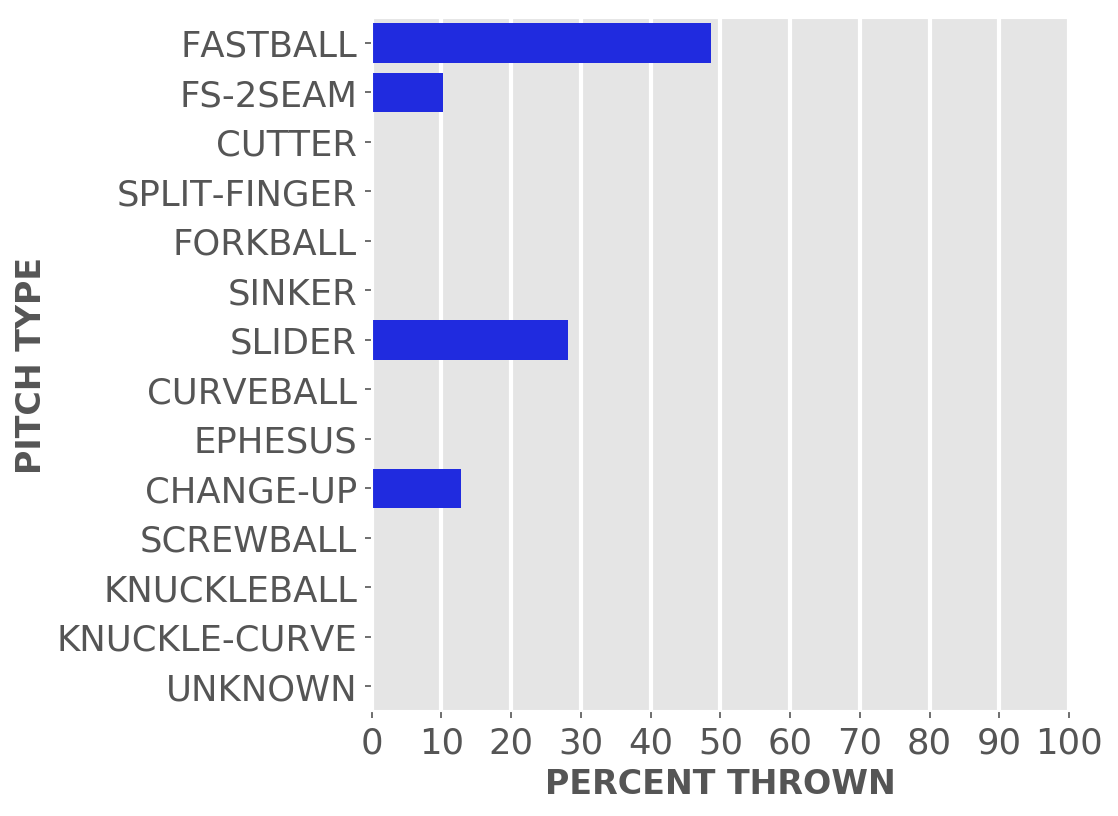 FASTBALL
FS-2SEAM
CUTTER
SPLIT-FINGER
FORKBALL
SINKER
SLIDER
CURVEBALL
EPHESUS
CHANGE-UP
SCREWBALL
KNUCKLEBALL
KNUCKLE-CURVE
UNKNOWN
PITCH TYPE
0 10 20 30 40 50 60 70 80 90 100
PERCENT THROWN